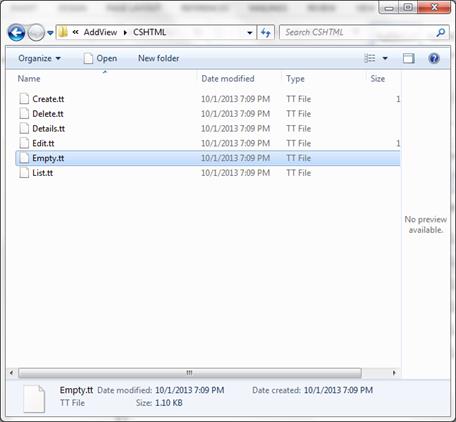 AddView CSHTML
Search CSHTML
Organize Open New folder
Name Date modified Type Size
Create.tt 10/1/2013 7:09 PM TT File 1
Delete.tt 10/1/2013 7:09 PM TT File
Details.tt 10/1/2013 7:09 PM TT File
Edit.tt 10/1/2013 7:09 PM TT File 1
Empty.tt 10/1/2013 7:09 PM TT File
List.tt 10/1/2013 7:09 PM TT File
No preview
available.
Empty.tt Date modified: 10/1/2013 7:09 PM Date created: 10/1/2013 7:09 PM
TT File Size: 1.10 KB